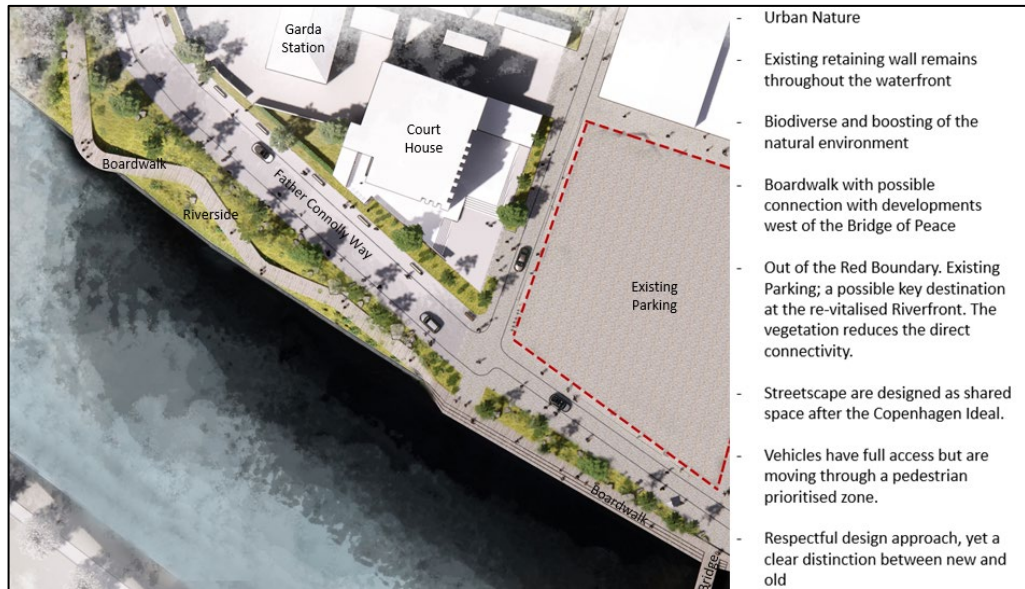 Garda
Station
Court
House
Boardwalk
Riverside
Father Connolly Way
Existing
Parking
Boardwalk
Bridge
- Urban Nature
- Existing retaining wall remains
throughout the waterfront
- Biodiverse and boosting of the
natural environment
- Boardwalk with possible
connection with developments
west of the Bridge of Peace
- Out of the Red Boundary. Existing
Parking; a possible key destination
at the re-vitalised Riverfront. The
vegetation reduces the direct
connectivity.
- Streetscape are designed as shared
space after the Copenhagen Ideal.
- Vehicles have full access but are
moving through a pedestrian
prioritised zone.
- Respectful design approach, yet a
clear distinction between new and
old